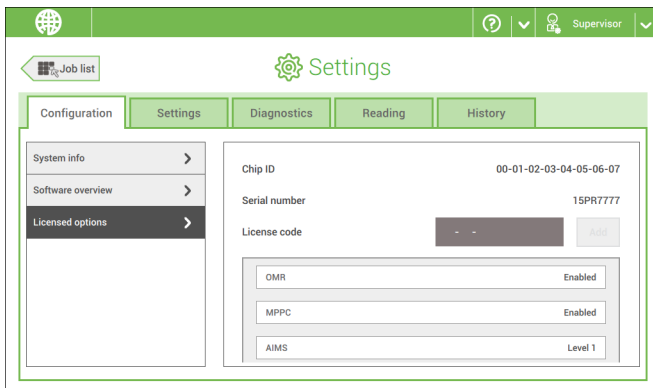 Supervisor
Job list
Settings
Configuration Settings Diagnostics Reading History
System info
Software overview
Licensed options
Chip ID 00-01-02-03-04-05-06-07
Serial number 15PR7777
License code - - Add
OMR Enabled
MPPC Enabled
AIMS Level 1